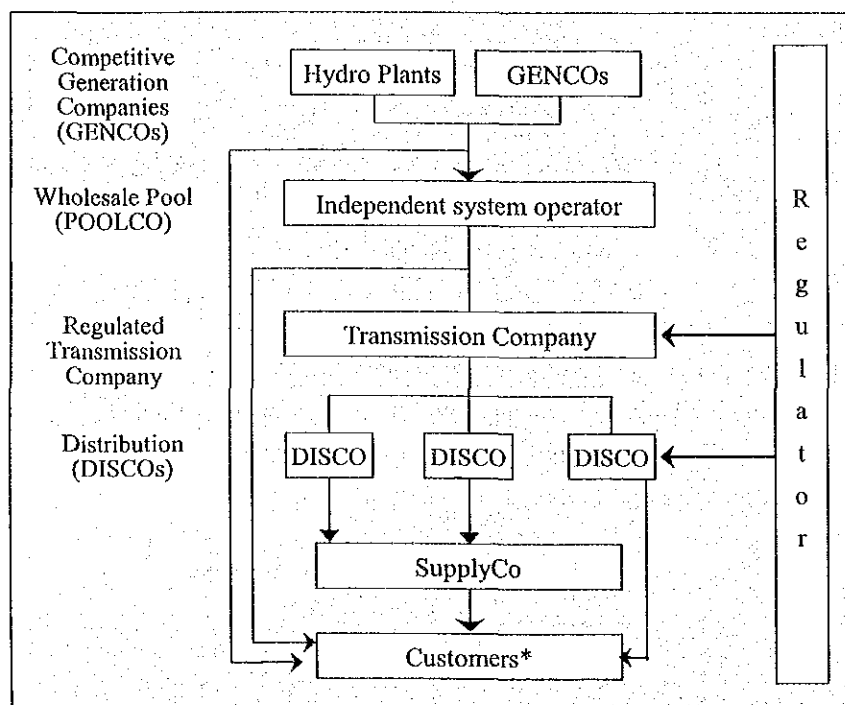 Competitive
Generation
Companies
(GENCOs)
Hydro Plants
GENCOs
Wholesale Pool
(POOLCO)
Independent system operator
Regulated
Transmission
Company
Transmission Company
Distribution
(DISCOs)
DISCO
DISCO
DISCO
SupplyCo
Customers*
Regulator